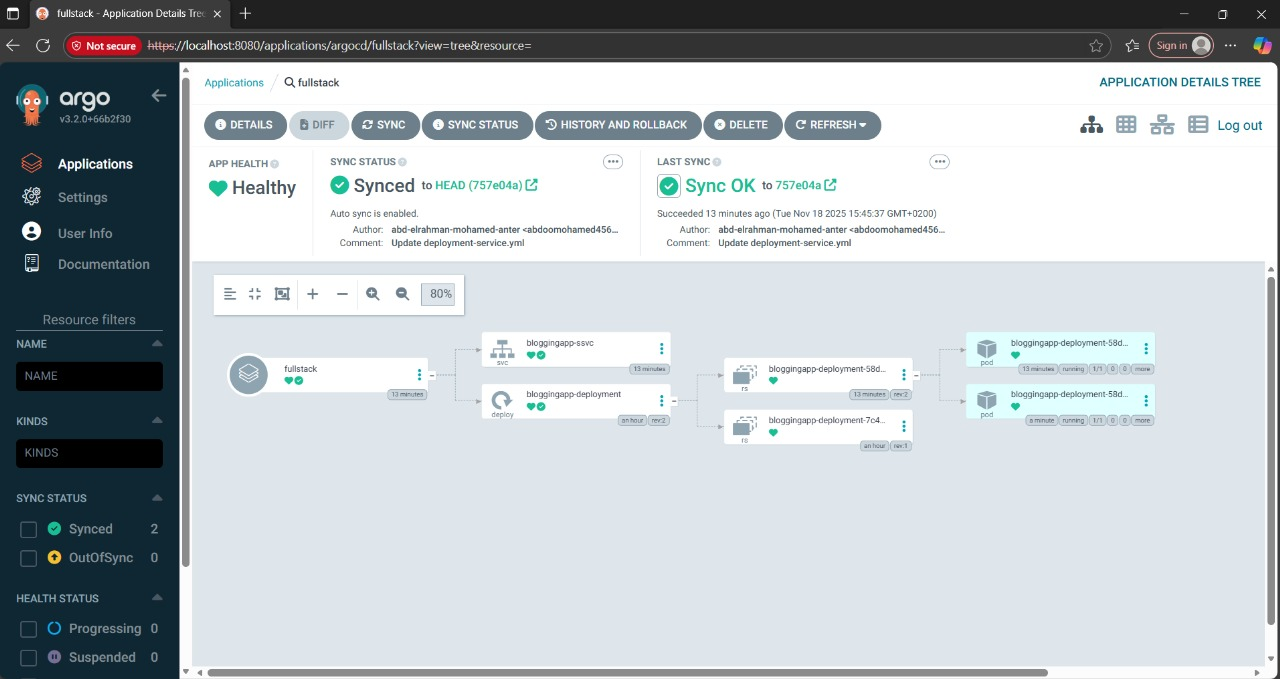 fullstack - Application Details Tre
Not secure https://localhost:8080/applications/argocd/fullstack?view=tree&resource=
Sign in
argo
v3.2.0+66b2f30
Applications
Settings
User Info
Documentation
Resource filters
NAME
NAME
KINDS
KINDS
SYNC STATUS
Synced 2
OutOfSync 0
HEALTH STATUS
Progressing 0
Suspended 0
Applications / fullstack
APPLICATION DETAILS TREE
DETAILS DIFF SYNC SYNC STATUS HISTORY AND ROLLBACK DELETE REFRESH
Log out
APP HEALTH
Healthy
SYNC STATUS
Synced to HEAD (757e04a)
Auto sync is enabled.
Author: abd-elrahman-mohamed-anter <abdoomohamed456...
Comment: Update deployment-service.yml
LAST SYNC
Sync OK to 757e04a
Succeeded 13 minutes ago (Tue Nov 18 2025 15:45:37 GMT+0200)
Author: abd-elrahman-mohamed-anter <abdoomohamed456...
Comment: Update deployment-service.yml
80%
fullstack
13 minutes
bloggingapp-ssvc
svc
13 minutes
bloggingapp-deployment
deploy
an hour rev:2
bloggingapp-deployment-58d...
rs
13 minutes rev:2
bloggingapp-deployment-7c4...
rs
an hour rev:1
bloggingapp-deployment-58d...
pod
13 minutes running 1/1 0 0 more
bloggingapp-deployment-58d...
pod
a minute running 1/1 0 0 more